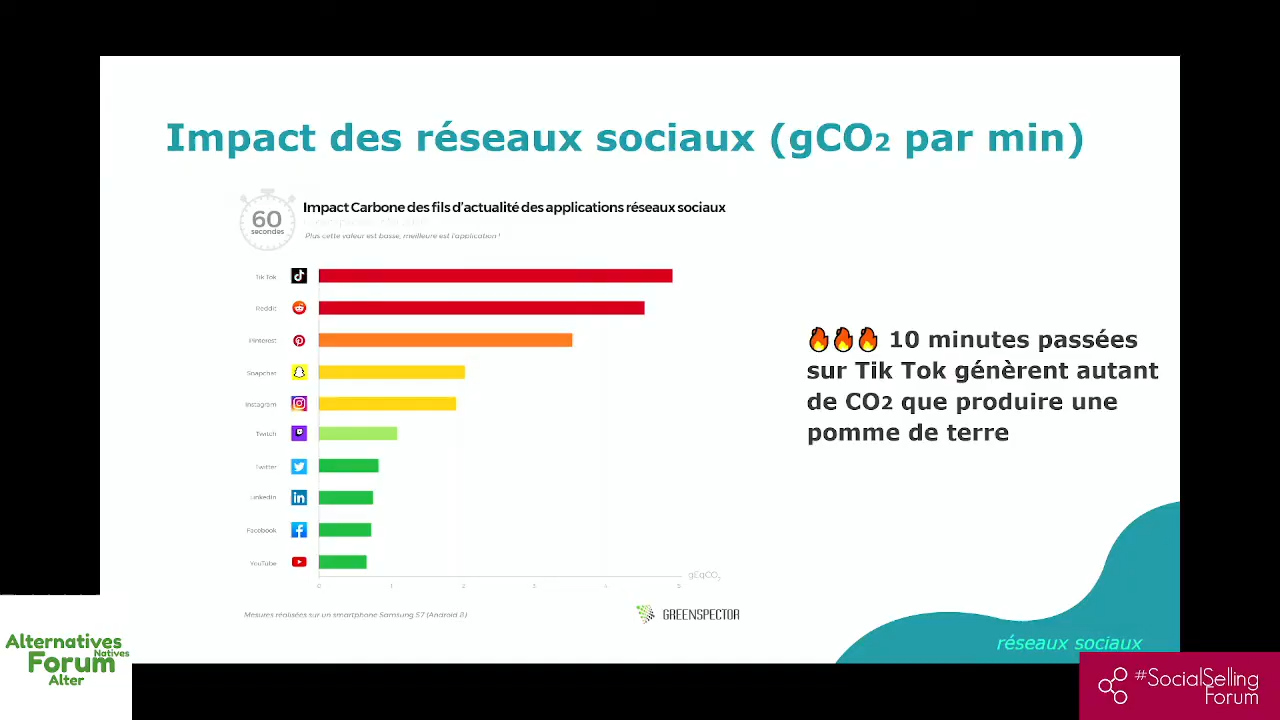 Impact des réseaux sociaux (gCO₂ par min)
60
secondes
Impact Carbone des fils d'actualité des applications réseaux sociaux
Plus cette valeur est basse, meilleure est l'application !
Tik Tok
Reddit
Pinterest
Snapchat
Instagram
Twitch
Twitter
LinkedIn
Facebook
YouTube
0 1 2 3 4 5
gEqCO₂
Mesures réalisées sur un smartphone Samsung S7 (Android 8)
GREENSPECTOR
🔥🔥🔥 10 minutes passées
sur Tik Tok génèrent autant
de CO₂ que produire une
pomme de terre
réseaux sociaux
Alternatives
Natives
Forum
Alter
#SocialSelling
Forum